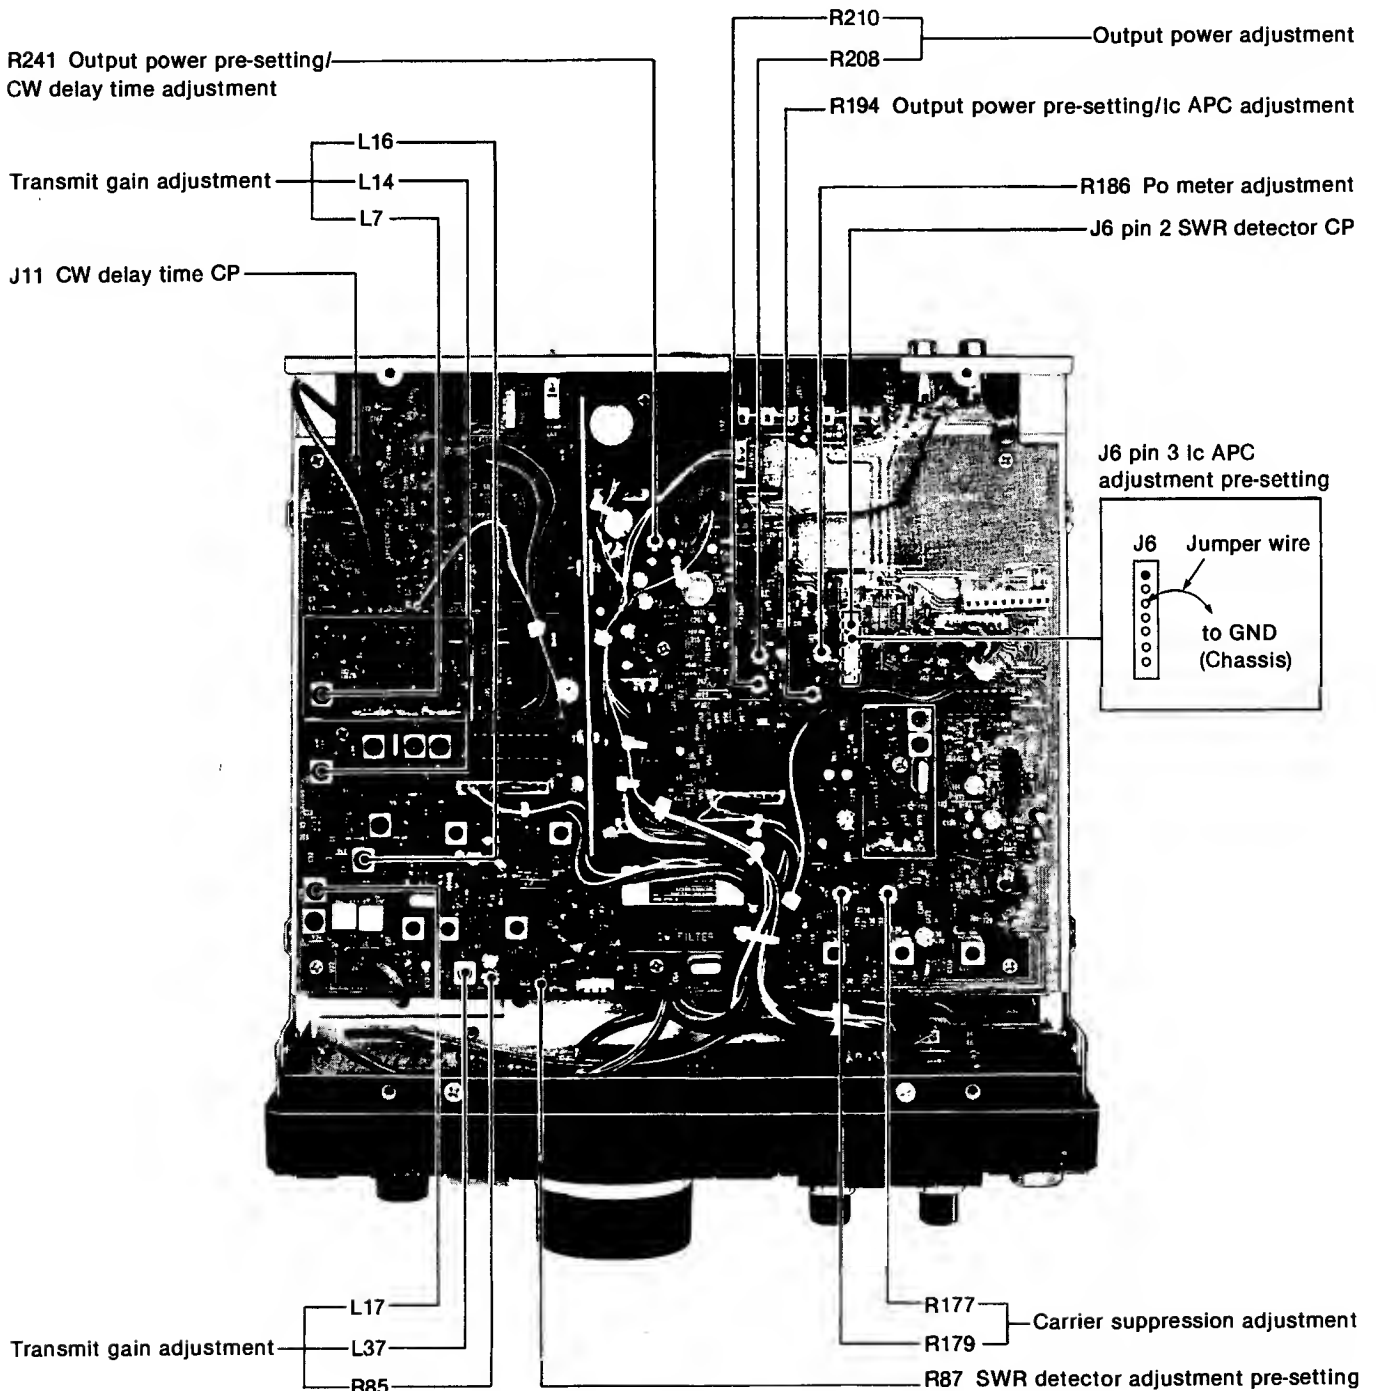 R210
Output power adjustment
R208
R241 Output power pre-setting/
CW delay time adjustment
R194 Output power pre-setting/Ic APC adjustment
L16
Transmit gain adjustment
L14
L7
R186 Po meter adjustment
J6 pin 2 SWR detector CP
J11 CW delay time CP
J6 pin 3 Ic APC
adjustment pre-setting
J6 Jumper wire
to GND
(Chassis)
FILTER
L17
Transmit gain adjustment
L37
R85
R177
Carrier suppression adjustment
R179
R87 SWR detector adjustment pre-setting